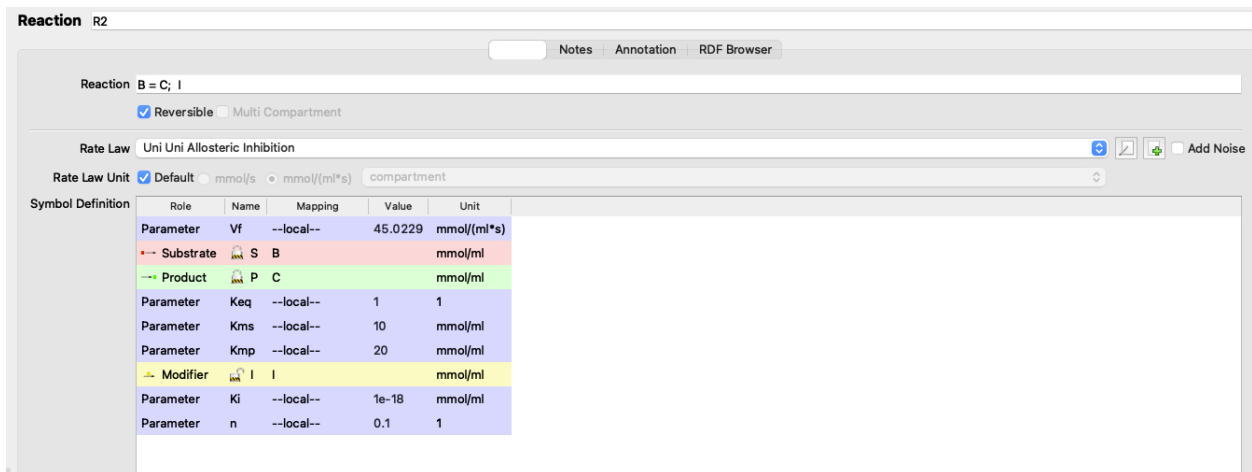 Reaction R2
Notes Annotation RDF Browser
Reaction B = C; I
Reversible Multi Compartment
Rate Law Uni Uni Allosteric Inhibition Add Noise
Rate Law Unit Default mmol/s mmol/(ml*s) compartment
Symbol Definition Role Name Mapping Value Unit
Parameter Vf --local-- 45.0229 mmol/(ml*s)
Substrate S B mmol/ml
Product P C mmol/ml
Parameter Keq --local-- 1 1
Parameter Kms --local-- 10 mmol/ml
Parameter Kmp --local-- 20 mmol/ml
Modifier I I mmol/ml
Parameter Ki --local-- 1e-18 mmol/ml
Parameter n --local-- 0.1 1